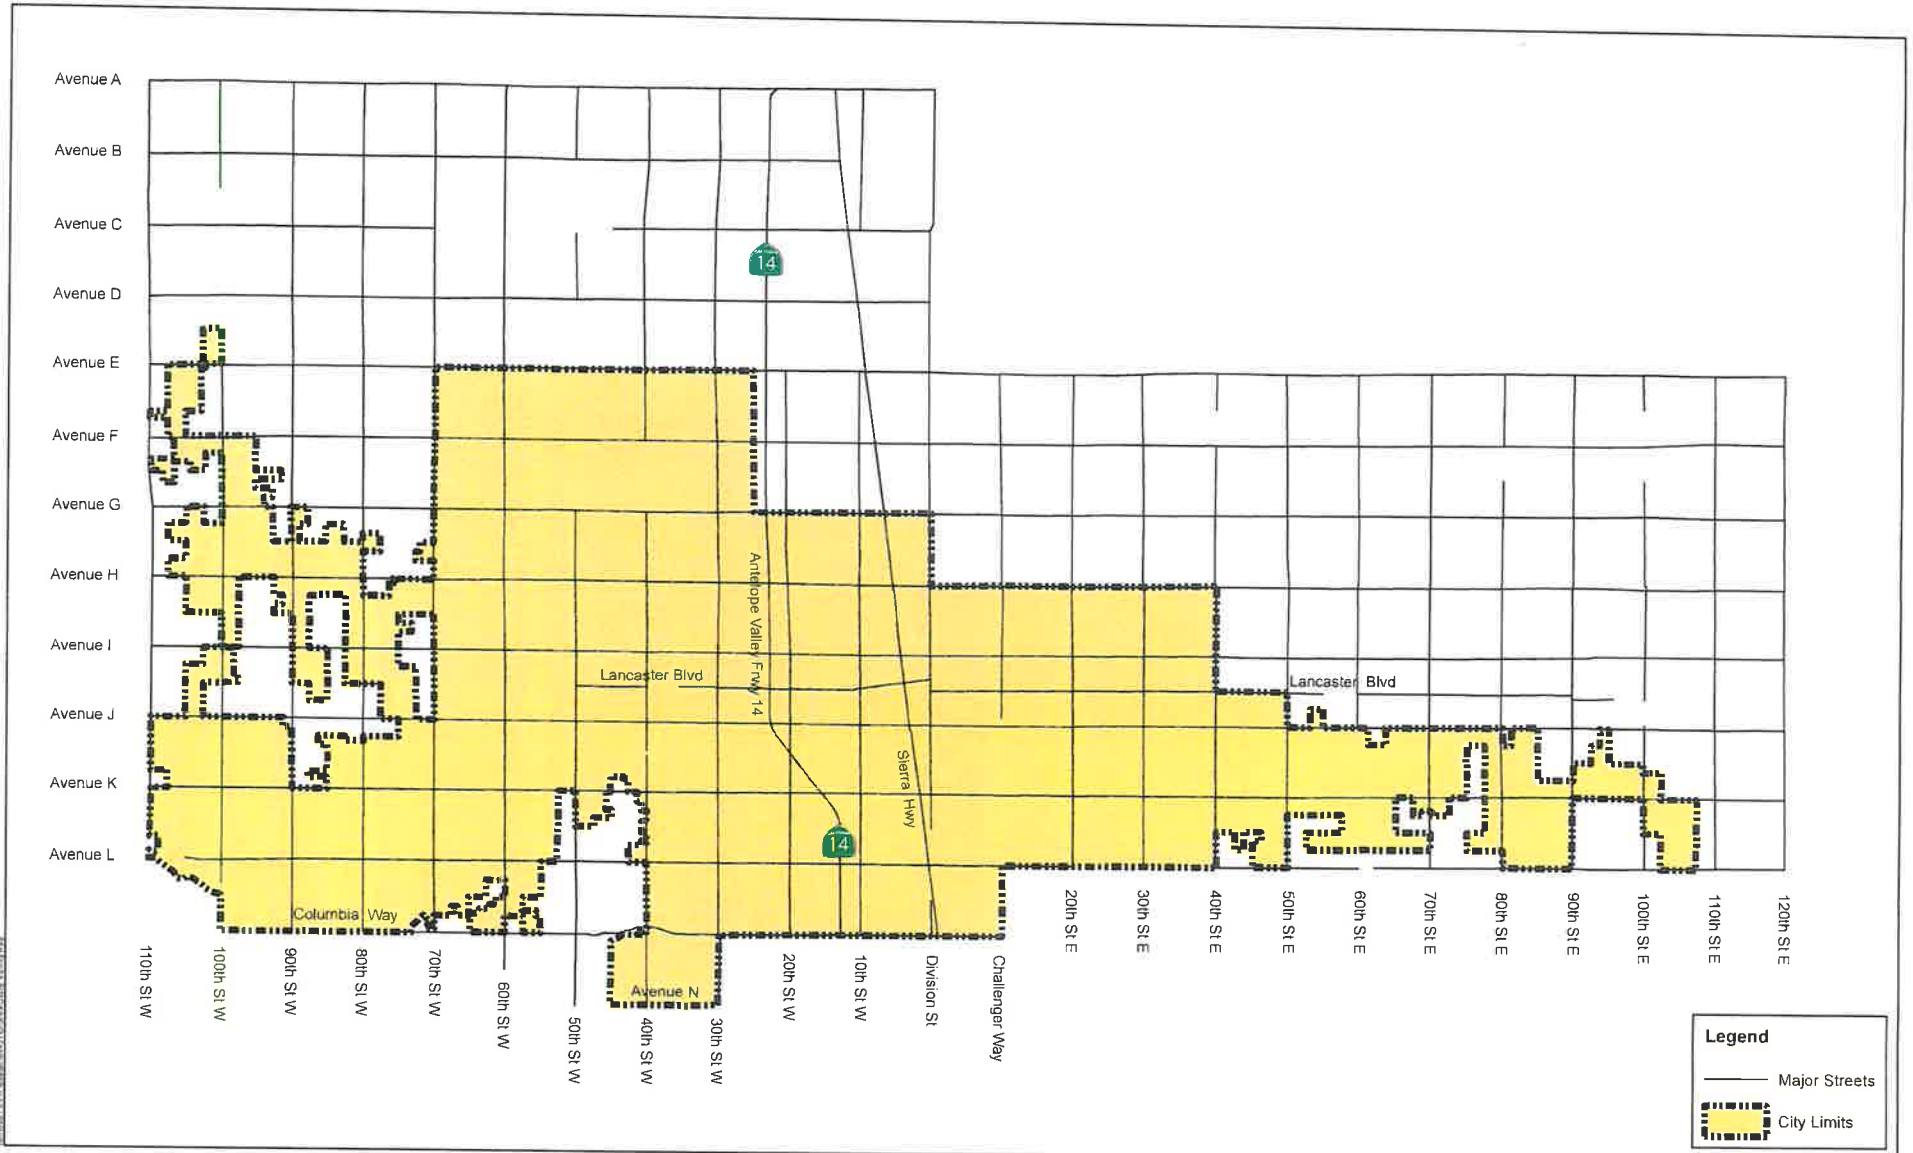 Avenue A
Avenue B
Avenue C
14
Avenue D
Avenue E
Avenue F
Avenue G
Avenue H
Antelope Valley Frwy 14
Avenue I
Lancaster Blvd
Lancaster Blvd
Avenue J
Sierra Hwy
Avenue K
14
Avenue L
Columbia Way
Avenue N
110th St W
100th St W
90th St W
80th St W
70th St W
60th St W
50th St W
40th St W
30th St W
20th St W
10th St W
Division St
Challenger Way
20th St E
30th St E
40th St E
50th St E
60th St E
70th St E
80th St E
90th St E
100th St E
110th St E
120th St E
Legend
Major Streets
City Limits